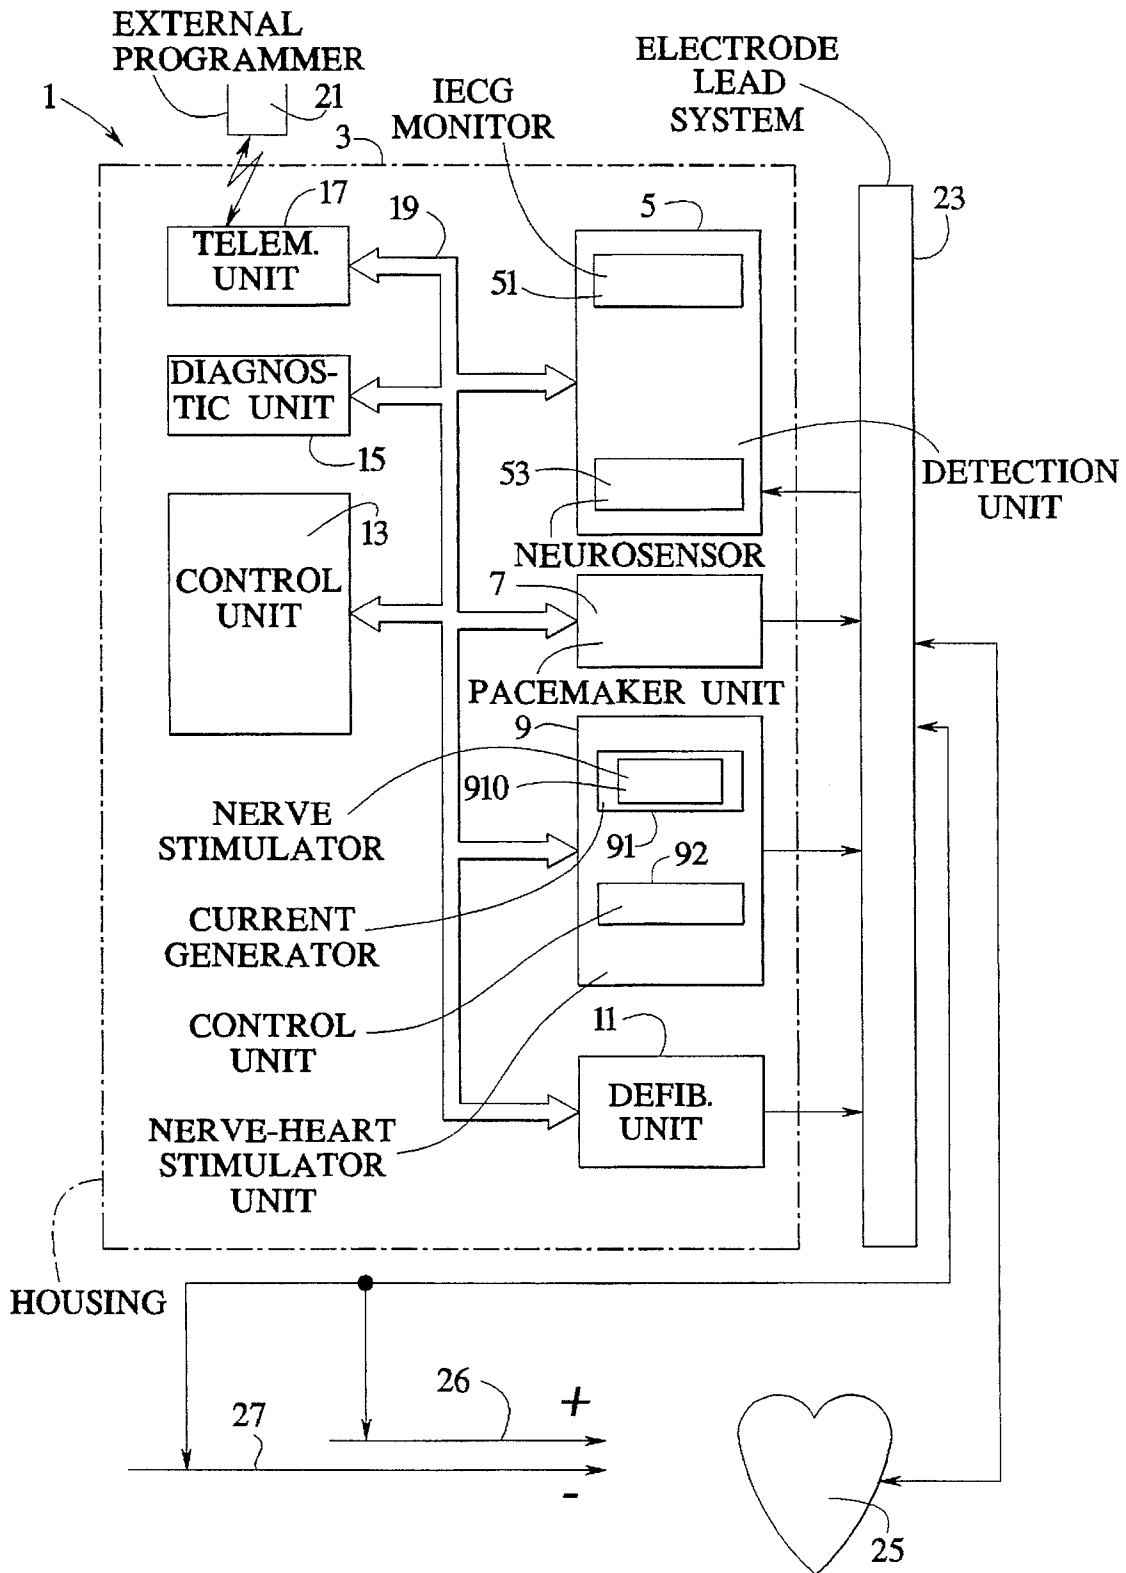 EXTERNAL
PROGRAMMER
1
21
3
IECG
MONITOR
ELECTRODE
LEAD
SYSTEM
17
TELEM.
UNIT
19
5
51
23
DIAGNOS-
TIC UNIT
15
53
DETECTION
UNIT
NEUROSENSOR
13
CONTROL
UNIT
7
PACEMAKER UNIT
9
910
NERVE
STIMULATOR
91
92
CURRENT
GENERATOR
CONTROL
UNIT
11
DEFIB.
UNIT
NERVE-HEART
STIMULATOR
UNIT
HOUSING
26
+
27
-
25